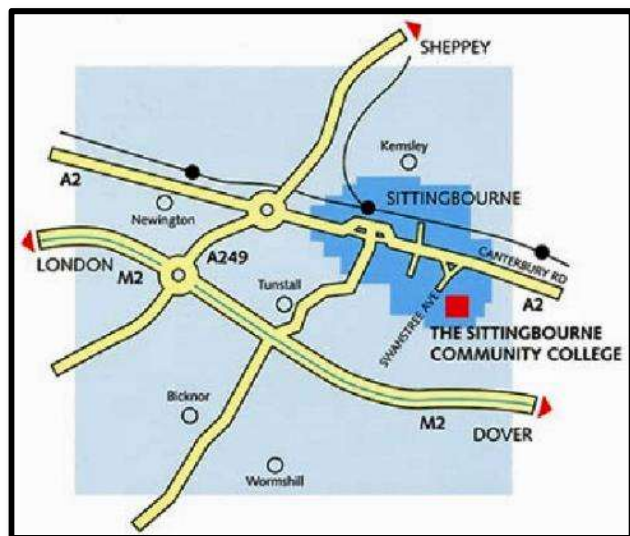 SHEPPEY
Kemsley
A2
SITTINGBOURNE
Newington
CANTERBURY RD
LONDON
M2
A249
A2
Tunstall
SWANSTREE AVE
THE SITTINGBOURNE
COMMUNITY COLLEGE
Bicknor
M2
DOVER
Wormshill